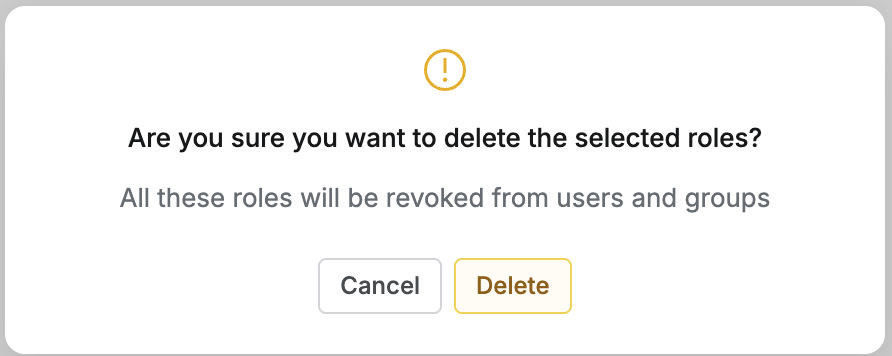 Are you sure you want to delete the selected roles?
All these roles will be revoked from users and groups
Cancel
Delete